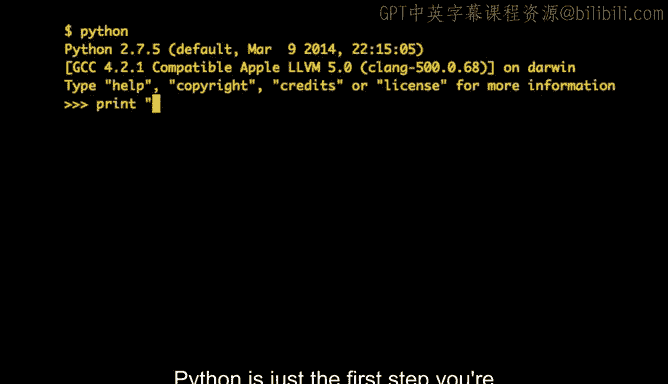 GPT中英字幕课程资源@bilibili.com
$ python
Python 2.7.5 (default, Mar  9 2014, 22:15:05)
[GCC 4.2.1 Compatible Apple LLVM 5.0 (clang-500.0.68)] on darwin
Type "help", "copyright", "credits" or "license" for more information
>>> print "
Python is just the first step you're